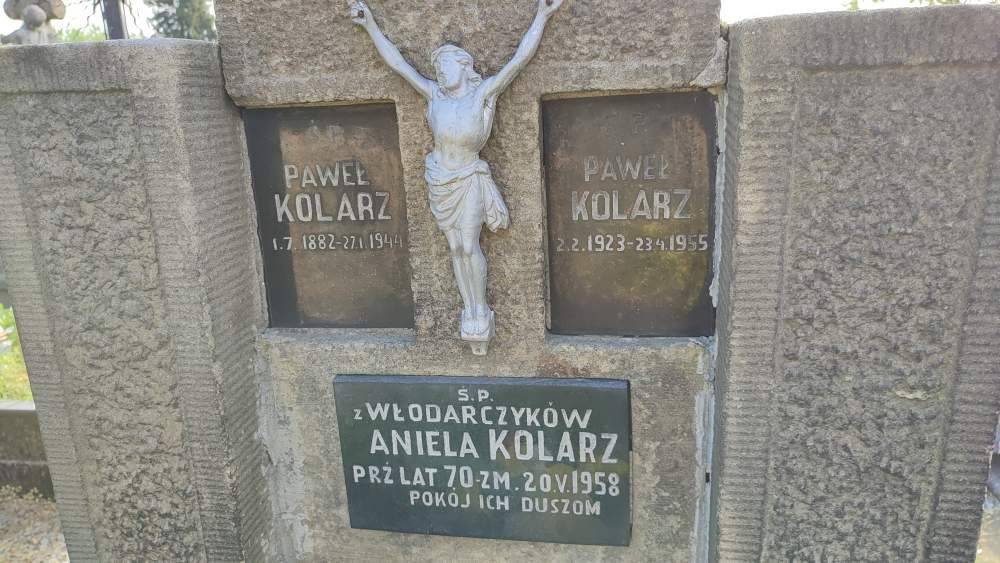 PAWEŁ
KOLARZ
1.7.1882-27.1.1944
PAWEŁ
KOLARZ
2.2.1923-23.4.1955
Ś.P.
z WŁODARCZYKÓW
ANIELA KOLARZ
PRŻ LAT 70-ZM. 20.V.1958
POKÓJ ICH DUSZOM